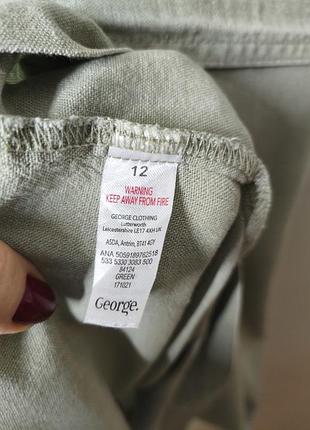 12
WARNING
KEEP AWAY FROM FIRE
GEORGE CLOTHING
Lutterworth
Leicestershire LE17 4XH UK
ASDA, Antrim, BT41 4GY
ANA 5059189762518
533 5330 3083 500
84124
GREEN
171021
George.